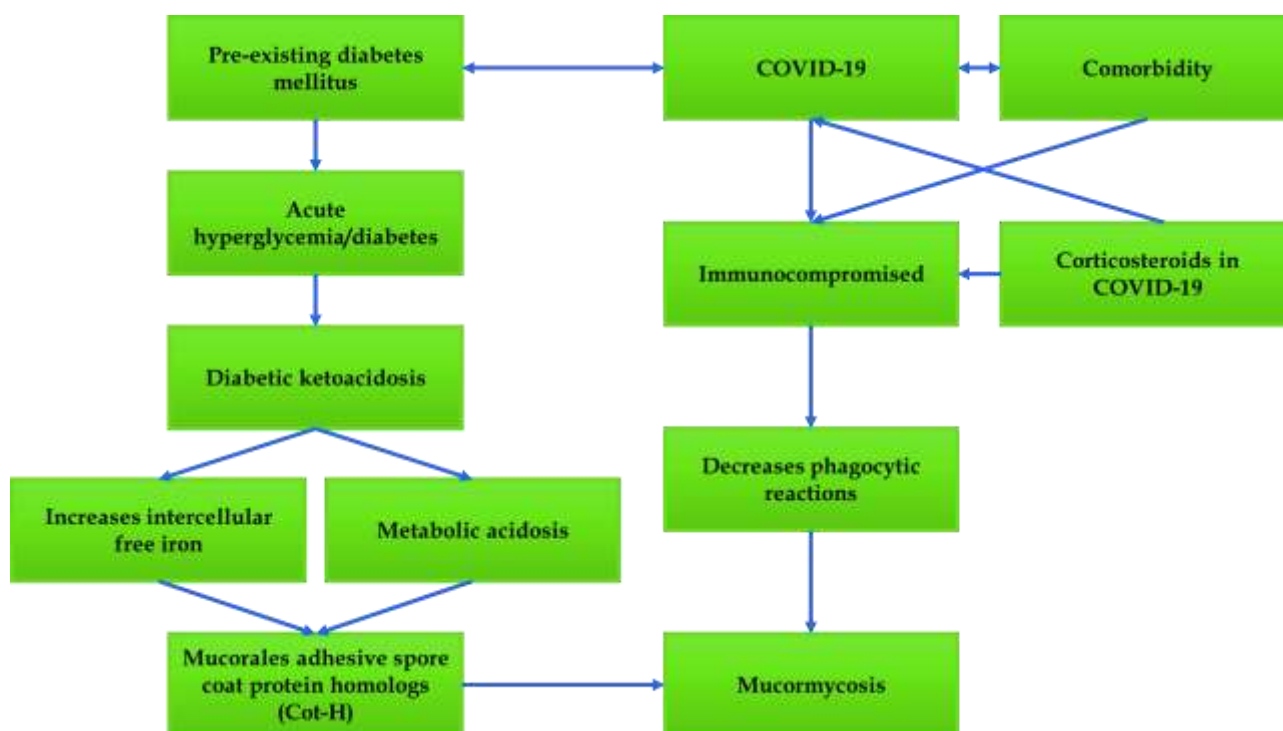 Pre-existing diabetes
mellitus
COVID-19
Comorbidity
Acute
hyperglycemia/diabetes
Immunocompromised
Corticosteroids in
COVID-19
Diabetic ketoacidosis
Decreases phagocytic
reactions
Increases intercellular
free iron
Metabolic acidosis
Mucorales adhesive spore
coat protein homologs
(Cot-H)
Mucormycosis